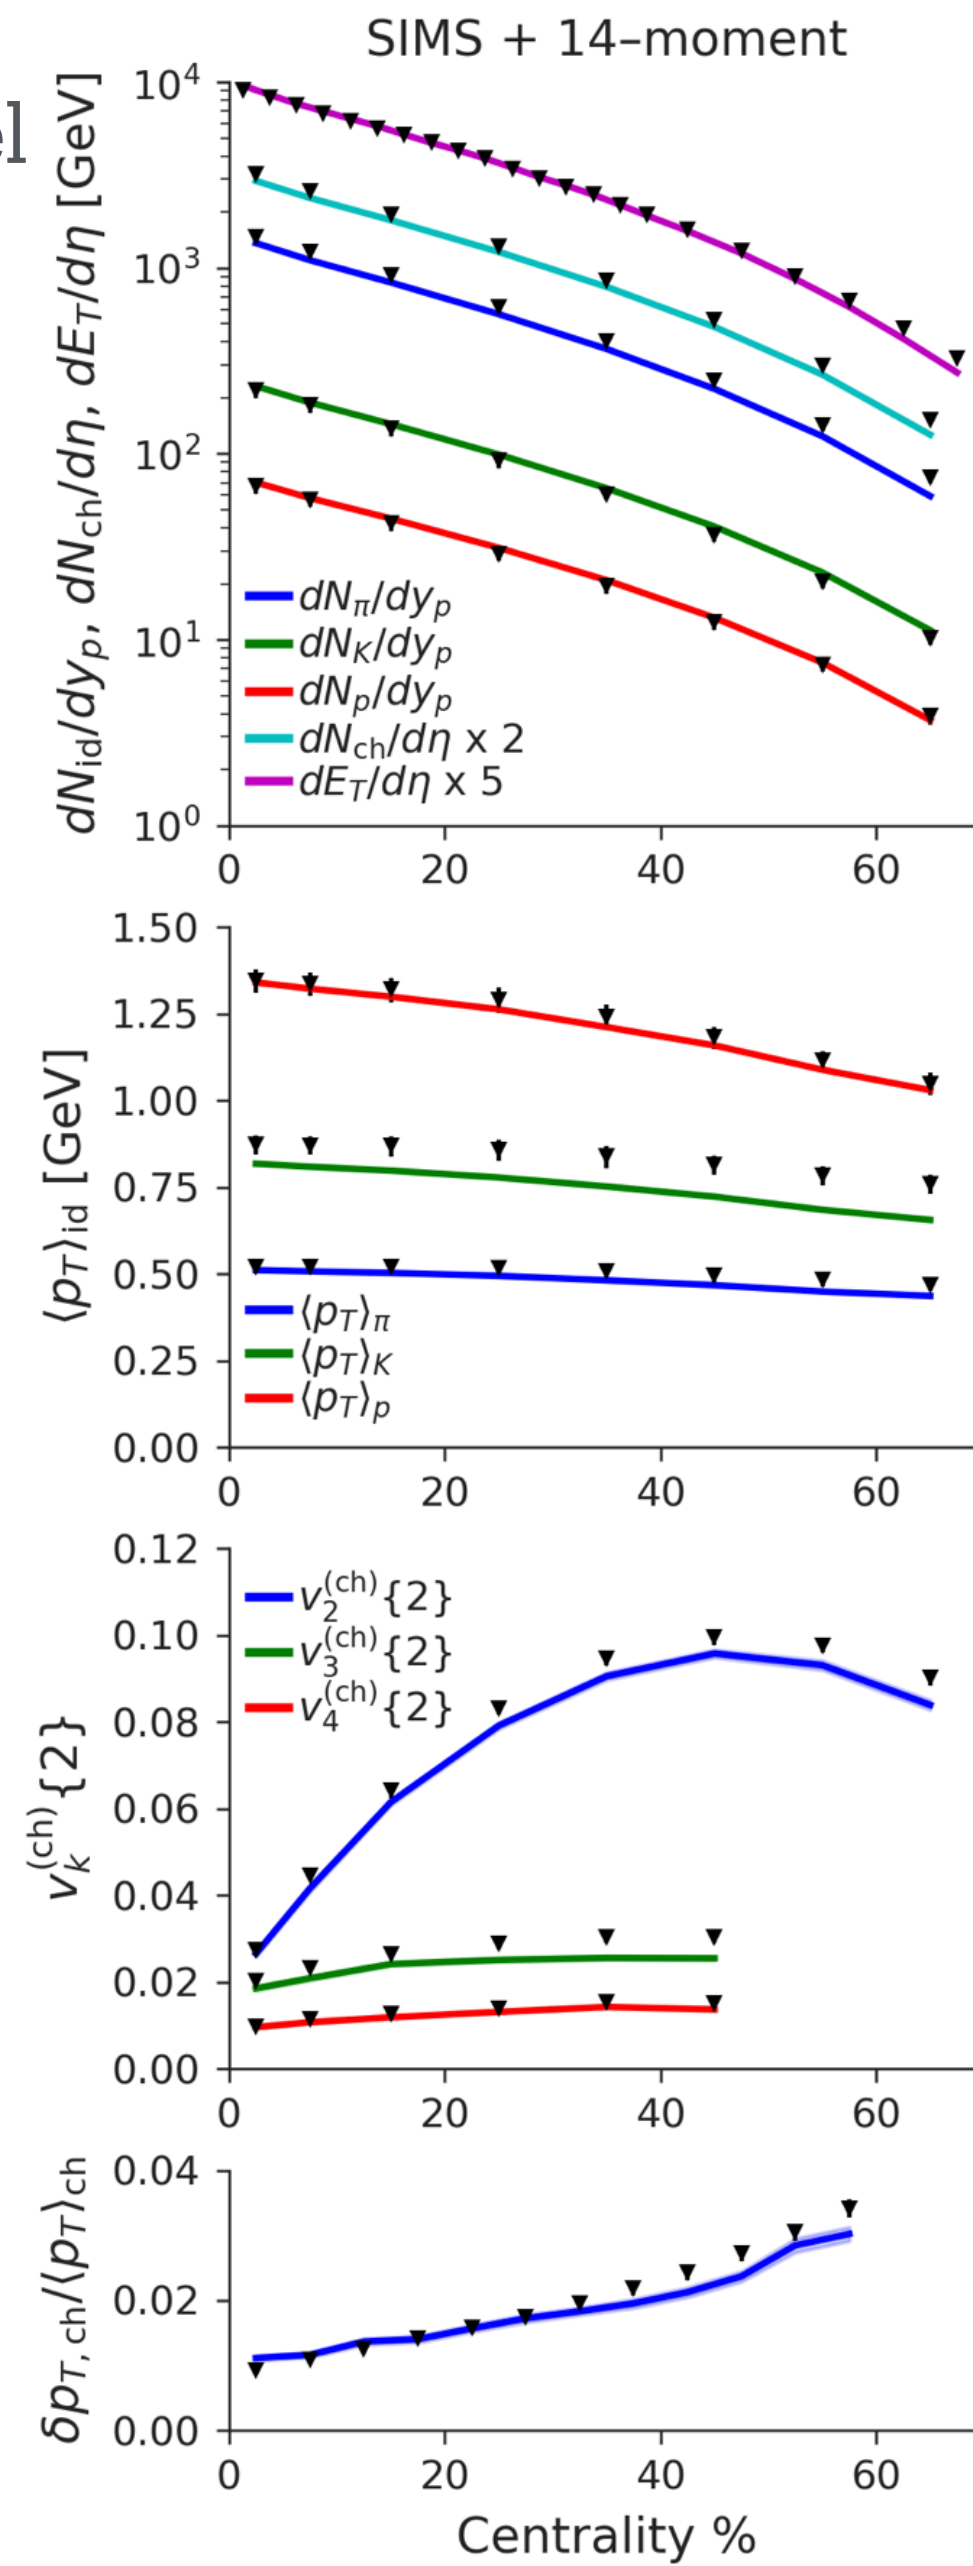 SIMS + 14–moment
el
dN_id/dy_p, dN_ch/dη, dE_T/dη [GeV]
10^4
10^3
10^2
10^1
10^0
dN_π/dy_p
dN_K/dy_p
dN_p/dy_p
dN_ch/dη x 2
dE_T/dη x 5
0 20 40 60
⟨p_T⟩_id [GeV]
1.50
1.25
1.00
0.75
0.50
0.25
0.00
⟨p_T⟩_π
⟨p_T⟩_K
⟨p_T⟩_p
0 20 40 60
v_k^(ch){2}
0.12
0.10
0.08
0.06
0.04
0.02
0.00
v_2^(ch){2}
v_3^(ch){2}
v_4^(ch){2}
0 20 40 60
δp_T,ch/⟨p_T⟩_ch
0.04
0.02
0.00
0 20 40 60
Centrality %